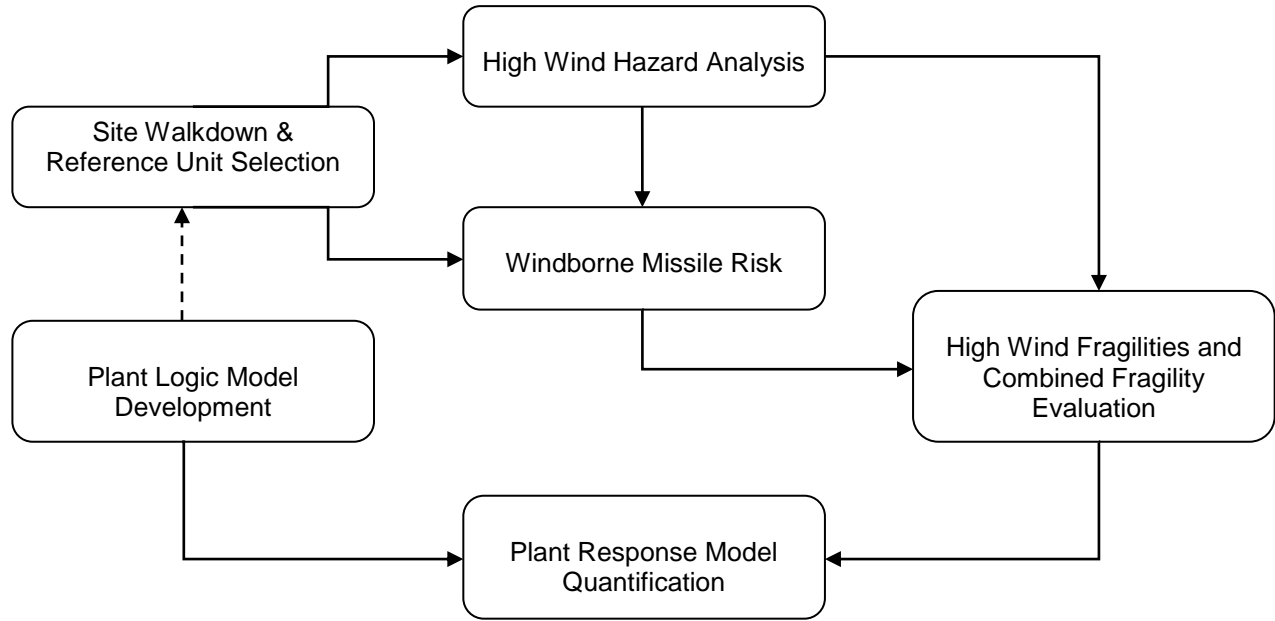 High Wind Hazard Analysis
Site Walkdown &
Reference Unit Selection
Windborne Missile Risk
High Wind Fragilities and
Combined Fragility
Evaluation
Plant Logic Model
Development
Plant Response Model
Quantification